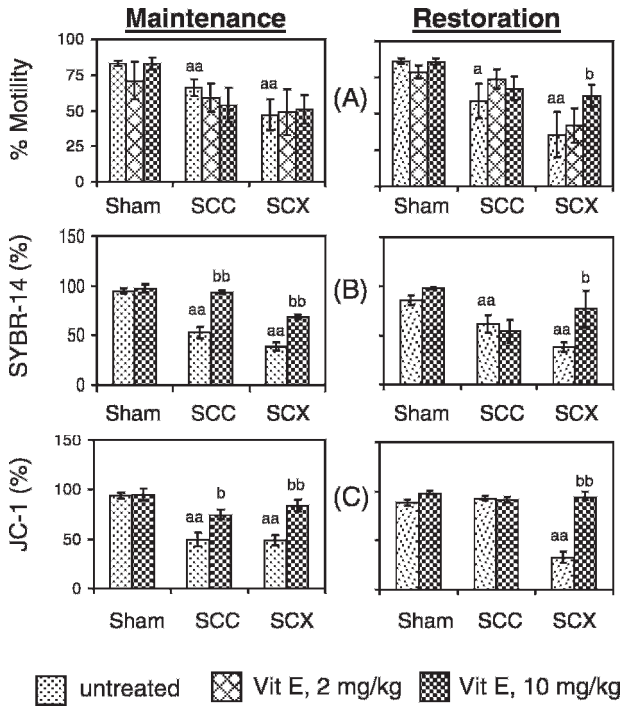 Maintenance Restoration
% Motility
100
75
50
25
0
aa
aa
(A)
a
aa
b
Sham SCC SCX Sham SCC SCX
SYBR-14 (%)
150
100
50
0
aa
bb
aa
bb
(B)
aa
aa
b
Sham SCC SCX Sham SCC SCX
JC-1 (%)
150
100
50
0
aa
b
aa
bb
(C)
aa
bb
Sham SCC SCX Sham SCC SCX
untreated Vit E, 2 mg/kg Vit E, 10 mg/kg